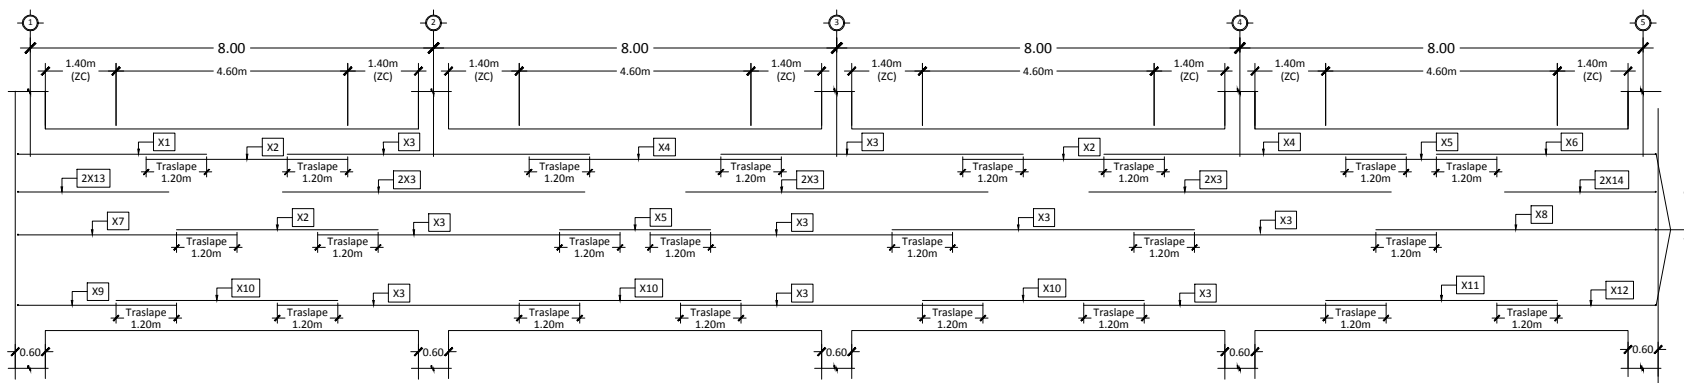 1 2 3 4 5
8.00 8.00 8.00 8.00
1.40m 4.60m 1.40m 1.40m 4.60m 1.40m 1.40m 4.60m 1.40m 1.40m 4.60m 1.40m
(ZC) (ZC) (ZC) (ZC) (ZC) (ZC) (ZC) (ZC)
X1 X2 X3 X4 X3 X2 X4 X5 X6
Traslape Traslape Traslape Traslape Traslape Traslape Traslape Traslape
1.20m 1.20m 1.20m 1.20m 1.20m 1.20m 1.20m 1.20m
2X13 2X3 2X3 2X3 2X14
X7 X2 X3 X5 X3 X3 X3 X8
Traslape Traslape Traslape Traslape Traslape Traslape Traslape
1.20m 1.20m 1.20m 1.20m 1.20m 1.20m 1.20m
X9 X10 X3 X10 X3 X10 X3 X11 X12
Traslape Traslape Traslape Traslape Traslape Traslape Traslape Traslape
1.20m 1.20m 1.20m 1.20m 1.20m 1.20m 1.20m 1.20m
0.60 0.60 0.60 0.60 0.60